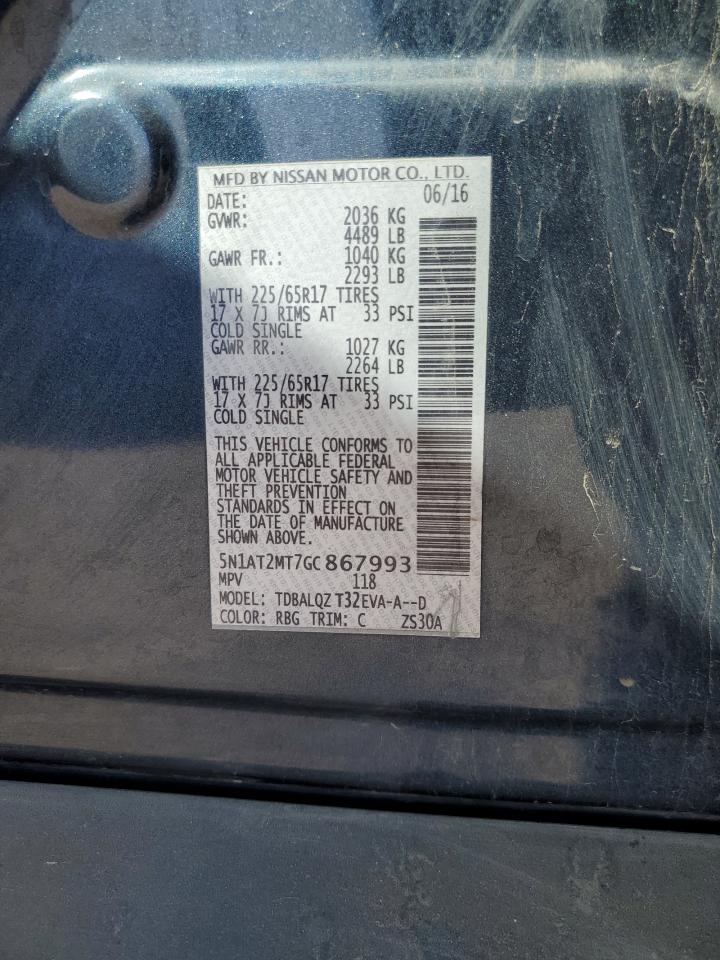 MFD BY NISSAN MOTOR CO., LTD.
DATE: 06/16
GVWR: 2036 KG
4489 LB
GAWR FR.: 1040 KG
2293 LB
WITH 225/65R17 TIRES
17 X 7J RIMS AT 33 PSI
COLD SINGLE
GAWR RR.: 1027 KG
2264 LB
WITH 225/65R17 TIRES
17 X 7J RIMS AT 33 PSI
COLD SINGLE
THIS VEHICLE CONFORMS TO
ALL APPLICABLE FEDERAL
MOTOR VEHICLE SAFETY AND
THEFT PREVENTION
STANDARDS IN EFFECT ON
THE DATE OF MANUFACTURE
SHOWN ABOVE.
5N1AT2MT7GC867993
MPV 118
MODEL: TDBALQZ T32EVA-A--D
COLOR: RBG TRIM: C ZS30A